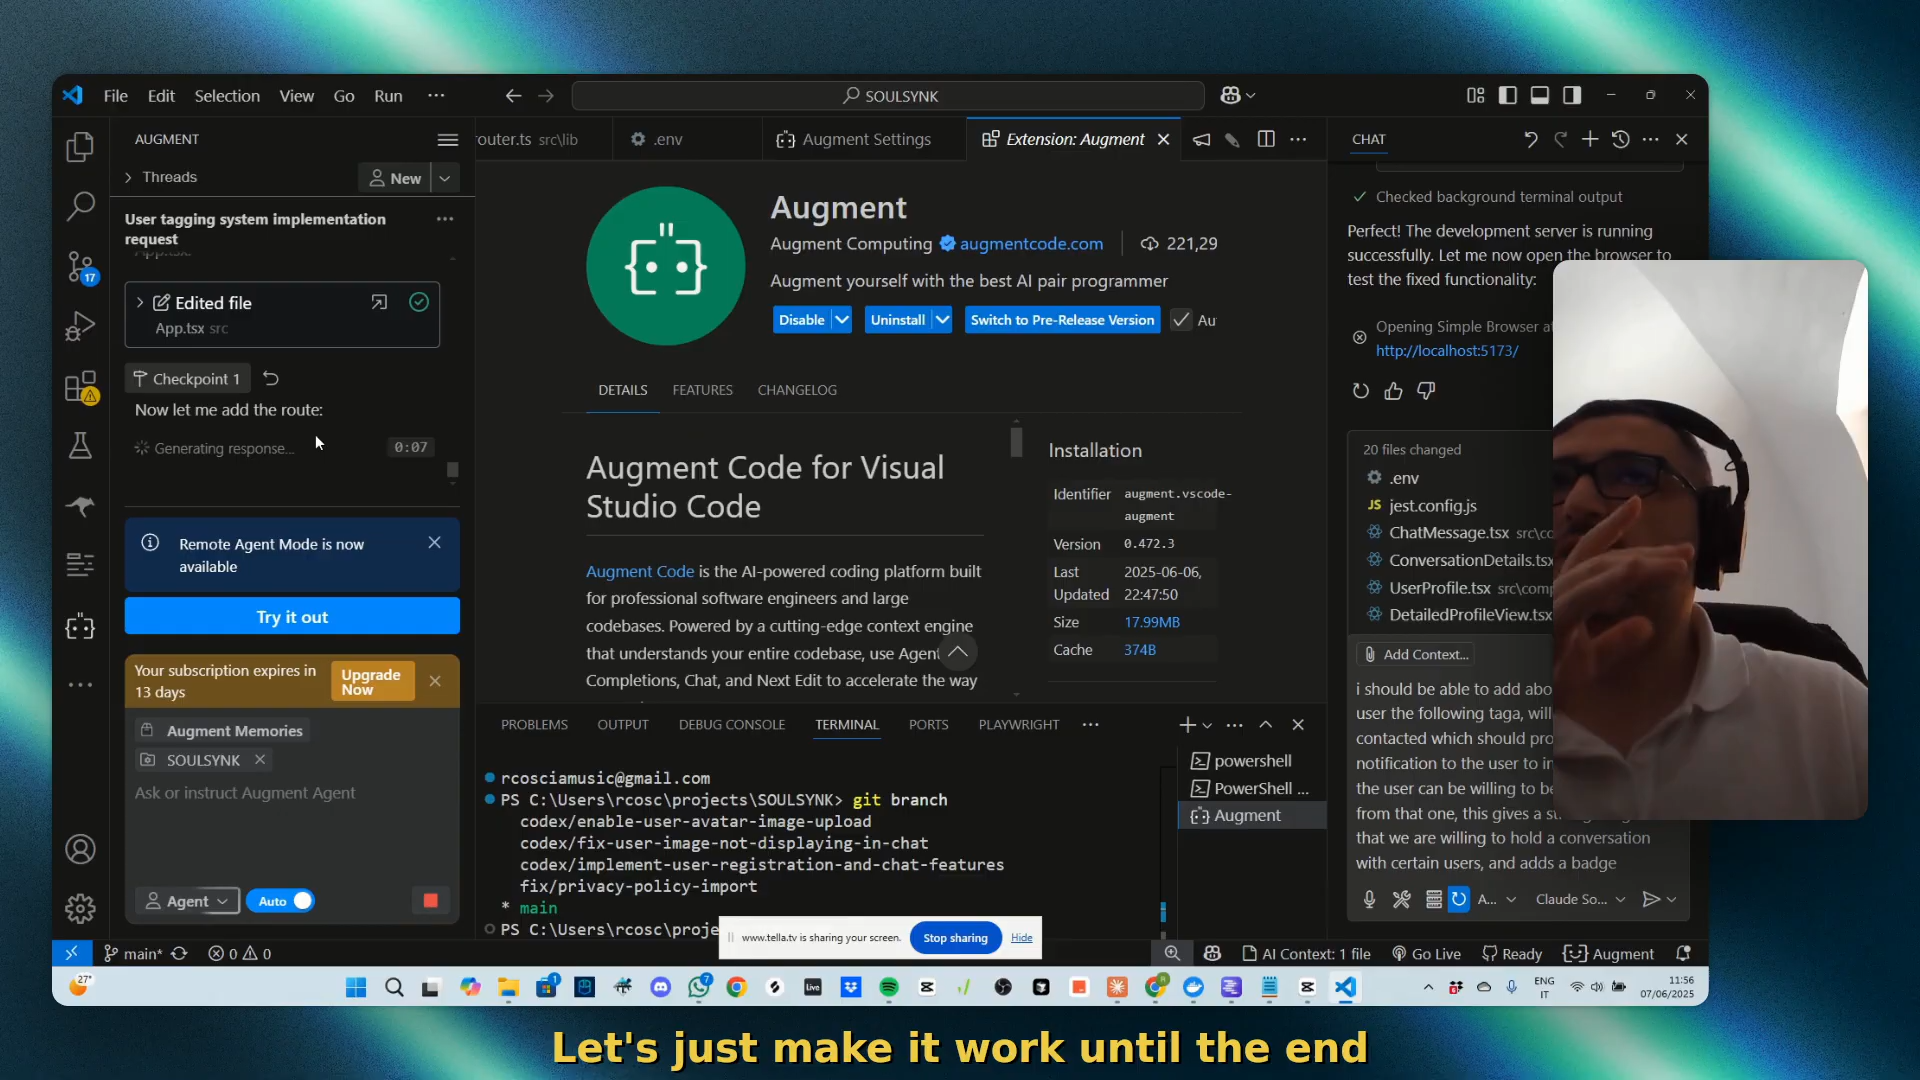 File Edit Selection View Go Run
SOULSYNK
AUGMENT
Threads
New
User tagging system implementation
request
App.tsx
Edited file
App.tsx src
Checkpoint 1
Now let me add the route:
Generating response...
0:07
Remote Agent Mode is now
available
Try it out
Your subscription expires in
13 days
Upgrade
Now
Augment Memories
SOULSYNK
Ask or instruct Augment Agent
Agent
Auto
17
router.ts src\lib
.env
Augment Settings
Extension: Augment
Augment
Augment Computing augmentcode.com
221,29
Augment yourself with the best AI pair programmer
Disable
Uninstall
Switch to Pre-Release Version
Au
DETAILS FEATURES CHANGELOG
Augment Code for Visual
Studio Code
Augment Code is the AI-powered coding platform built
for professional software engineers and large
codebases. Powered by a cutting-edge context engine
that understands your entire codebase, use Agent,
Completions, Chat, and Next Edit to accelerate the way
Installation
Identifier augment.vscode-
augment
Version 0.472.3
Last 2025-06-06,
Updated 22:47:50
Size 17.99MB
Cache 374B
PROBLEMS OUTPUT DEBUG CONSOLE TERMINAL PORTS PLAYWRIGHT
rcosciamusic@gmail.com
PS C:\Users\rcosc\projects\SOULSYNK> git branch
codex/enable-user-avatar-image-upload
codex/fix-user-image-not-displaying-in-chat
codex/implement-user-registration-and-chat-features
fix/privacy-policy-import
* main
PS C:\Users\rcosc\proje
powershell
PowerShell ...
Augment
www.tella.tv is sharing your screen.
Stop sharing
Hide
CHAT
Checked background terminal output
Perfect! The development server is running
successfully. Let me now open the browser to
test the fixed functionality:
Opening Simple Browser at
http://localhost:5173/
20 files changed
.env
JS jest.config.js
ChatMessage.tsx src\co
ConversationDetails.tsx
UserProfile.tsx src\comp
DetailedProfileView.tsx
Add Context...
i should be able to add abo
user the following taga, will
contacted which should pro
notification to the user to in
the user can be willing to be
from that one, this gives a
that we are willing to hold a conversation
with certain users, and adds a badge
A...
Claude So...
main*
0 0
AI Context: 1 file
Go Live
Ready
Augment
27°
1
7
Live
ENG
IT
11:56
07/06/2025
Let's just make it work until the end